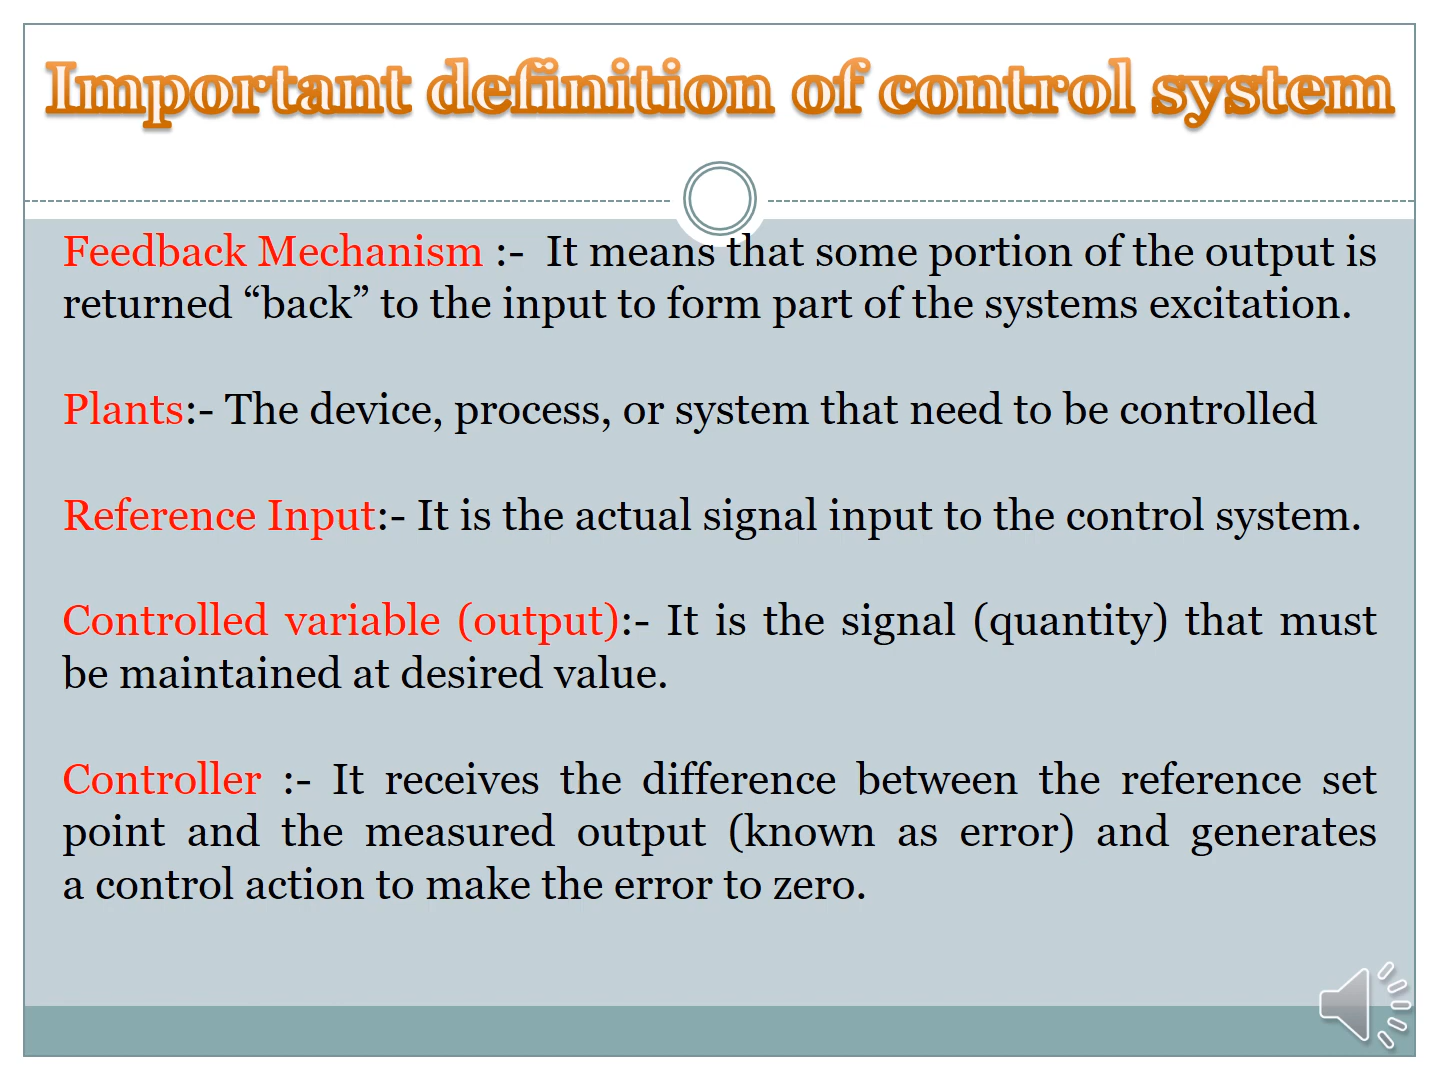 Important definition of control system
Feedback Mechanism :- It means that some portion of the output is
returned “back” to the input to form part of the systems excitation.
Plants:- The device, process, or system that need to be controlled
Reference Input:- It is the actual signal input to the control system.
Controlled variable (output):- It is the signal (quantity) that must
be maintained at desired value.
Controller :- It receives the difference between the reference set
point and the measured output (known as error) and generates
a control action to make the error to zero.